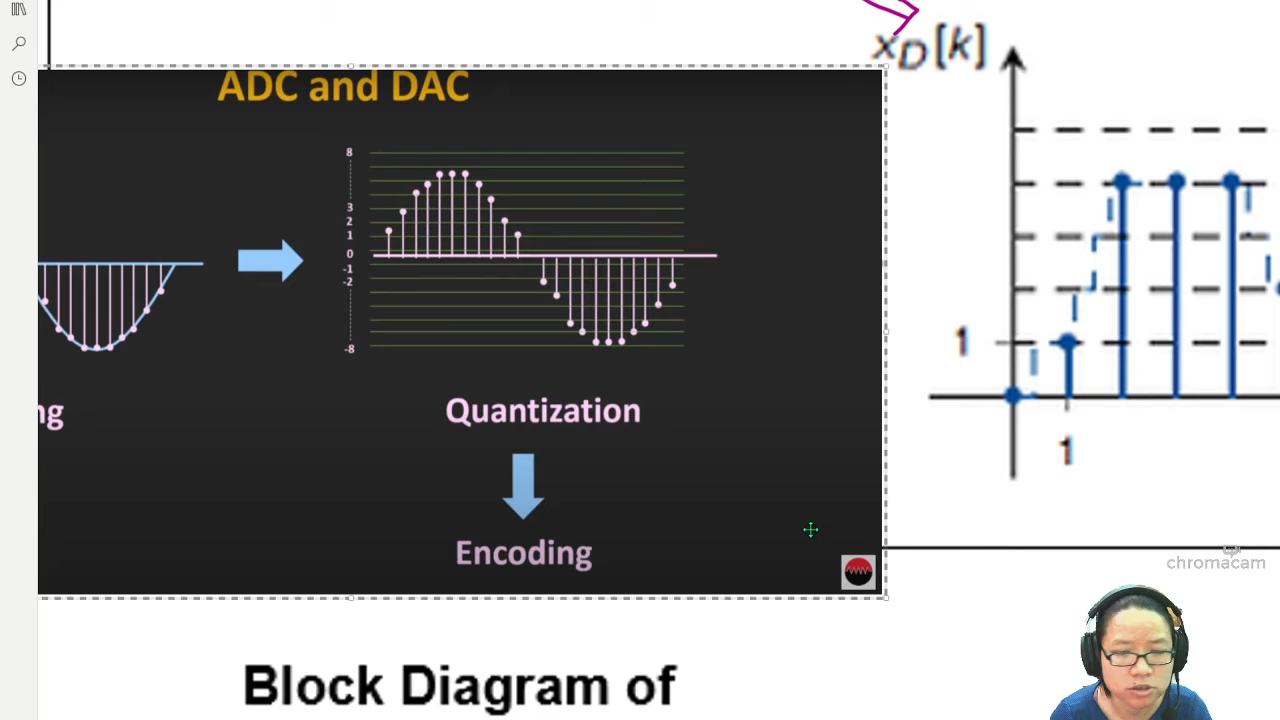 x_D[k]
ADC and DAC
8
3
2
1
0
-1
-2
-8
1
1
Quantization
ng
Encoding
chromacam
Block Diagram of